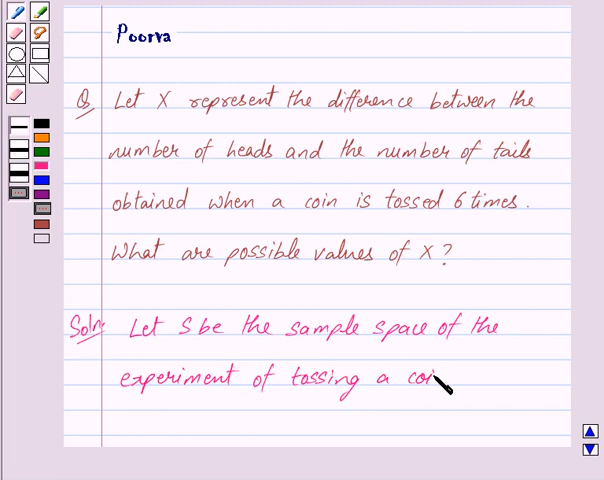 Poorva
Q. Let X represent the difference between the
number of heads and the number of tails
obtained when a coin is tossed 6 times.
What are possible values of X?
Soln: Let S be the sample space of the
experiment of tossing a coi